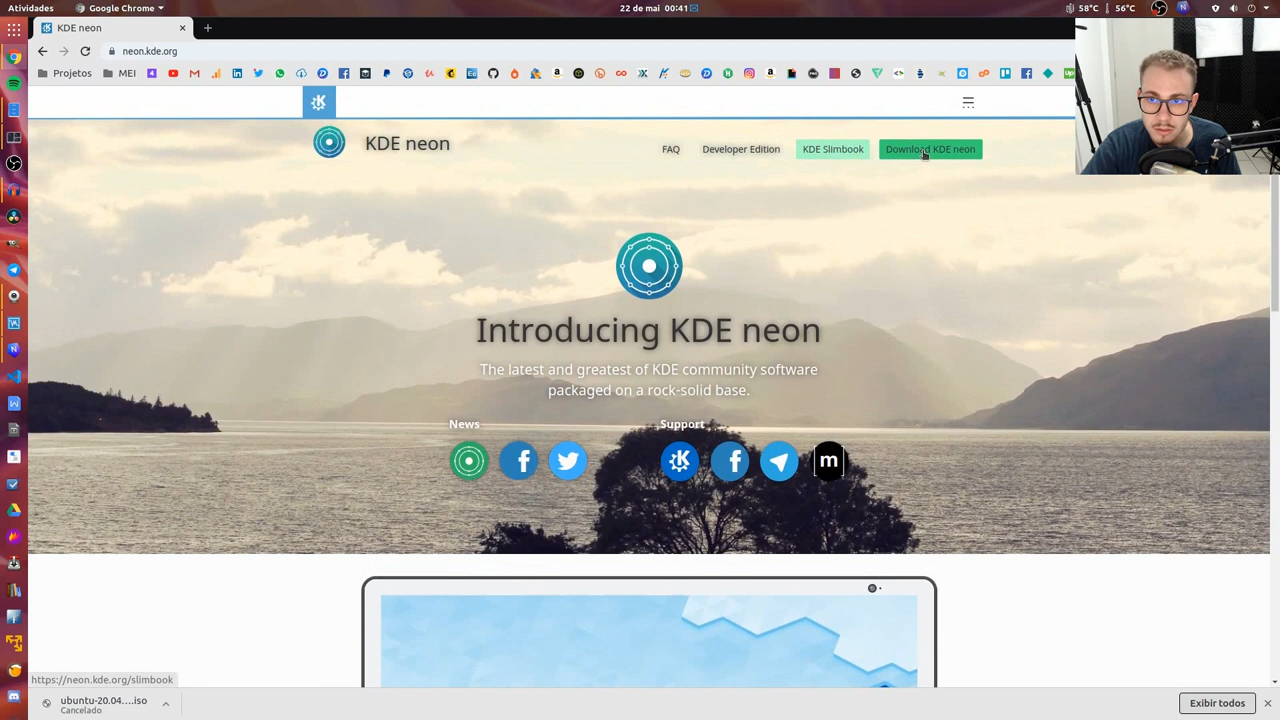 Atividades
Google Chrome
22 de mai 00:41
58°C
56°C
KDE neon
neon.kde.org
Projetos
MEI
KDE neon
FAQ
Developer Edition
KDE Slimbook
Download KDE neon
Introducing KDE neon
The latest and greatest of KDE community software
packaged on a rock-solid base.
News
Support
m
https://neon.kde.org/slimbook
ubuntu-20.04....iso
Cancelado
Exibir todos